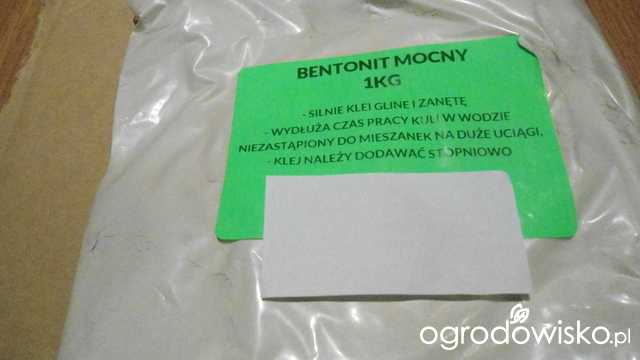 BENTONIT MOCNY
1KG
- SILNIE KLEI GLINĘ I ZANĘTĘ
- WYDŁUŻA CZAS PRACY KULI W WODZIE
NIEZASTĄPIONY DO MIESZANEK NA DUŻE UCIĄGI,
- KLEJ NALEŻY DODAWAĆ STOPNIOWO
ogrodowisko.pl